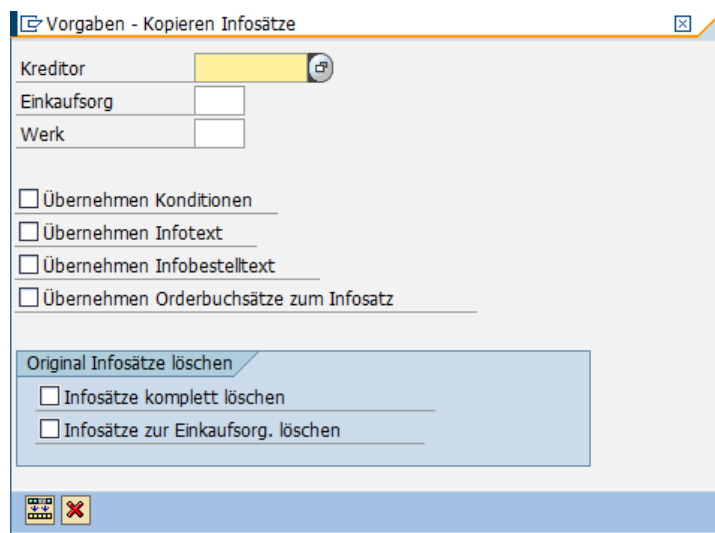 Vorgaben - Kopieren Infosätze
Kreditor
Einkaufsorg
Werk
Übernehmen Konditionen
Übernehmen Infotext
Übernehmen Infobestelltext
Übernehmen Orderbuchsätze zum Infosatz
Original Infosätze löschen
Infosätze komplett löschen
Infosätze zur Einkaufsorg. löschen